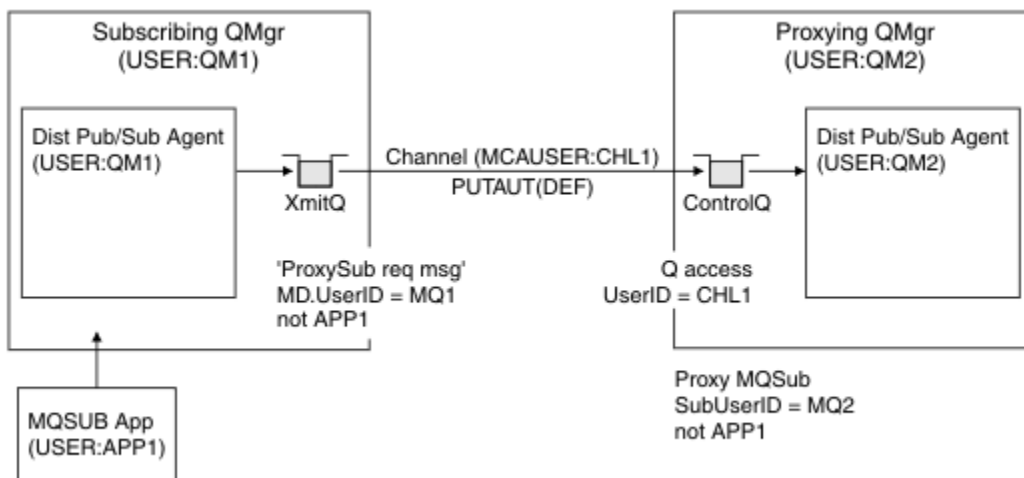 Subscribing QMgr
(USER:QM1)
Proxying QMgr
(USER:QM2)
Dist Pub/Sub Agent
(USER:QM1)
XmitQ
Channel (MCAUSER:CHL1)
PUTAUT(DEF)
ControlQ
Dist Pub/Sub Agent
(USER:QM2)
'ProxySub req msg'
MD.UserID = MQ1
not APP1
Q access
UserID = CHL1
Proxy MQSub
SubUserID = MQ2
not APP1
MQSUB App
(USER:APP1)